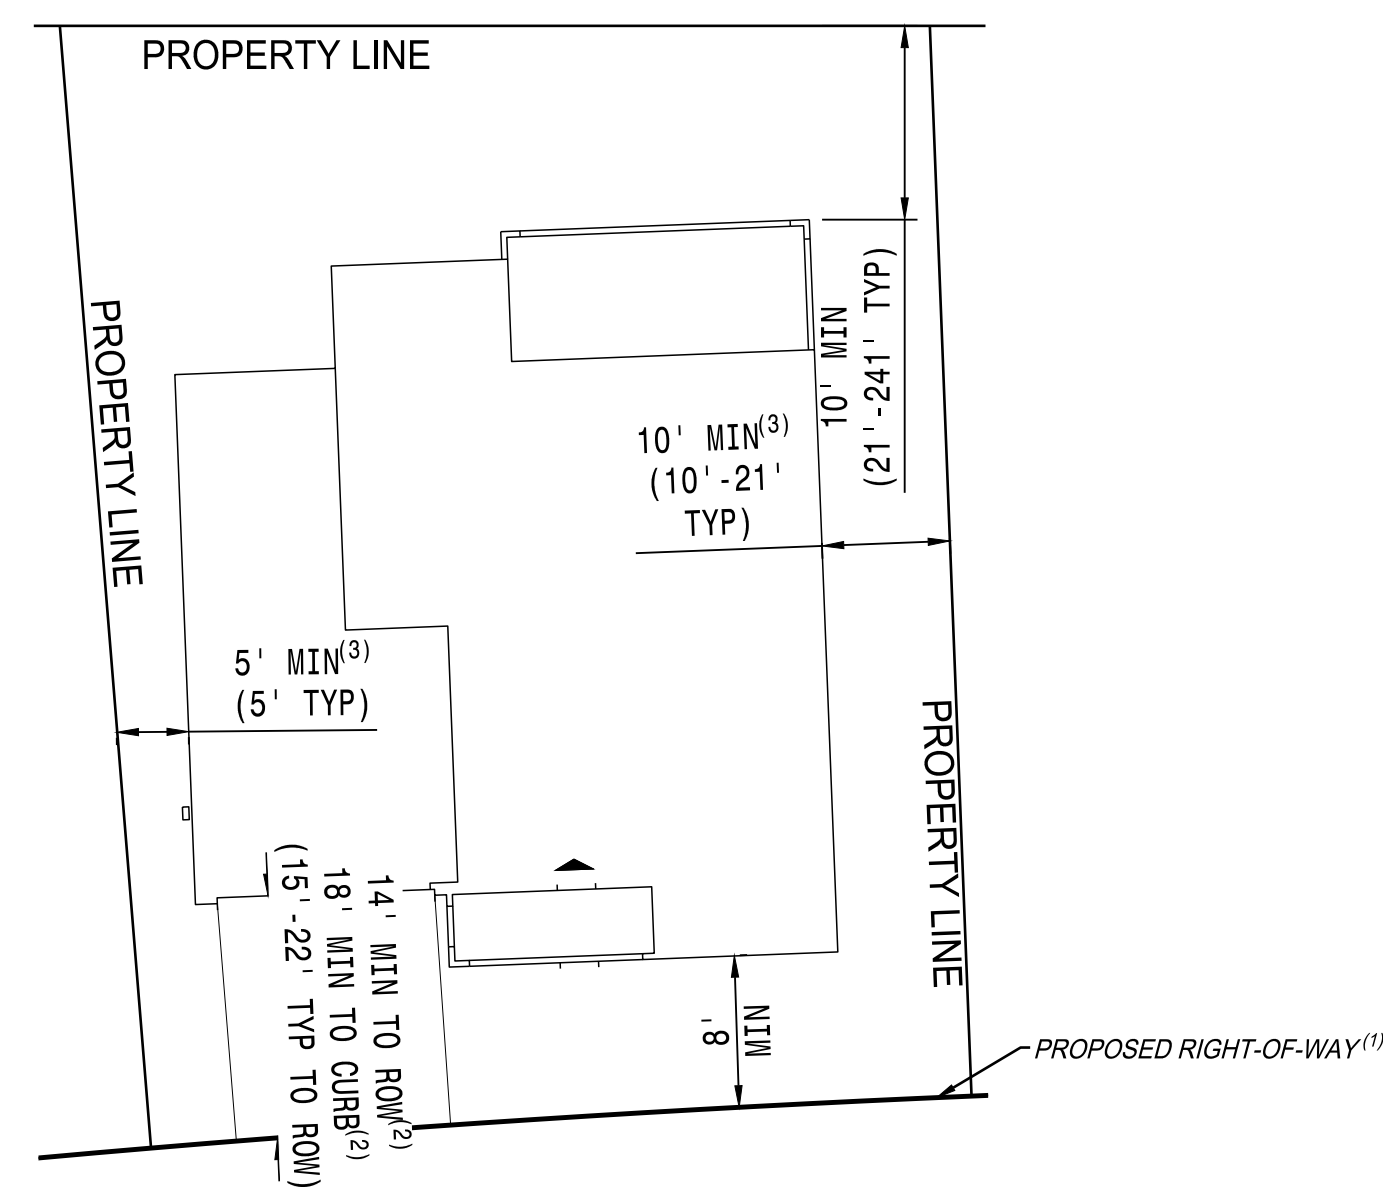 PROPERTY LINE
PROPERTY LINE
10' MIN
(21'-241' TYP)
10' MIN(3)
(10'-21'
TYP)
5' MIN(3)
(5' TYP)
PROPERTY LINE
14' MIN TO ROW(2)
18' MIN TO CURB(2)
(15'-22' TYP TO ROW)
8'
MIN
PROPOSED RIGHT-OF-WAY(1)